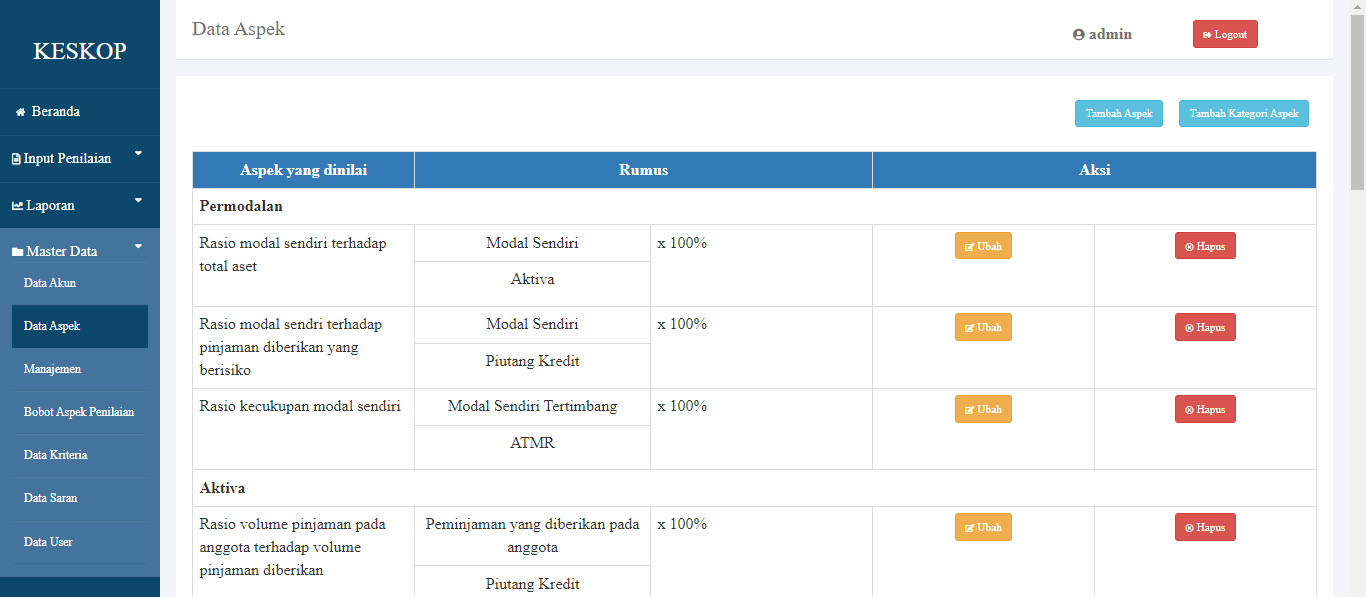 KESKOP
Data Aspek
admin
Logout
Beranda
Input Penilaian
Laporan
Master Data
Data Akun
Data Aspek
Manajemen
Bobot Aspek Penilaian
Data Kriteria
Data Saran
Data User
Tambah Aspek
Tambah Kategori Aspek
Aspek yang dinilai
Rumus
Aksi
Permodalan
Rasio modal sendiri terhadap
total aset
Modal Sendiri
Aktiva
x 100%
Ubah
Hapus
Rasio modal sendri terhadap
pinjaman diberikan yang
berisiko
Modal Sendiri
Piutang Kredit
x 100%
Ubah
Hapus
Rasio kecukupan modal sendiri
Modal Sendiri Tertimbang
ATMR
x 100%
Ubah
Hapus
Aktiva
Rasio volume pinjaman pada
anggota terhadap volume
pinjaman diberikan
Peminjaman yang diberikan pada
anggota
Piutang Kredit
x 100%
Ubah
Hapus